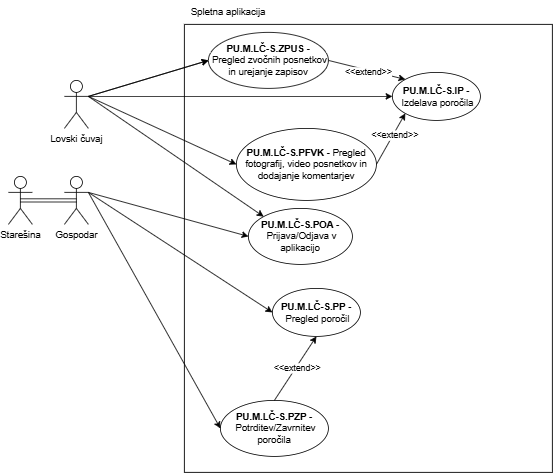 Spletna aplikacija
PU.M.LČ-S.ZPUS -
Pregled zvočnih posnetkov
in urejanje zapisov
<<extend>>
PU.M.LČ-S.IP -
Izdelava poročila
<<extend>>
Lovski čuvaj
PU.M.LČ-S.PFVK - Pregled
fotografij, video posnetkov in
dodajanje komentarjev
PU.M.LČ-S.POA -
Prijava/Odjava v
aplikacijo
Starešina
Gospodar
PU.M.LČ-S.PP -
Pregled poročil
<<extend>>
PU.M.LČ-S.PZP -
Potrditev/Zavrnitev
poročila